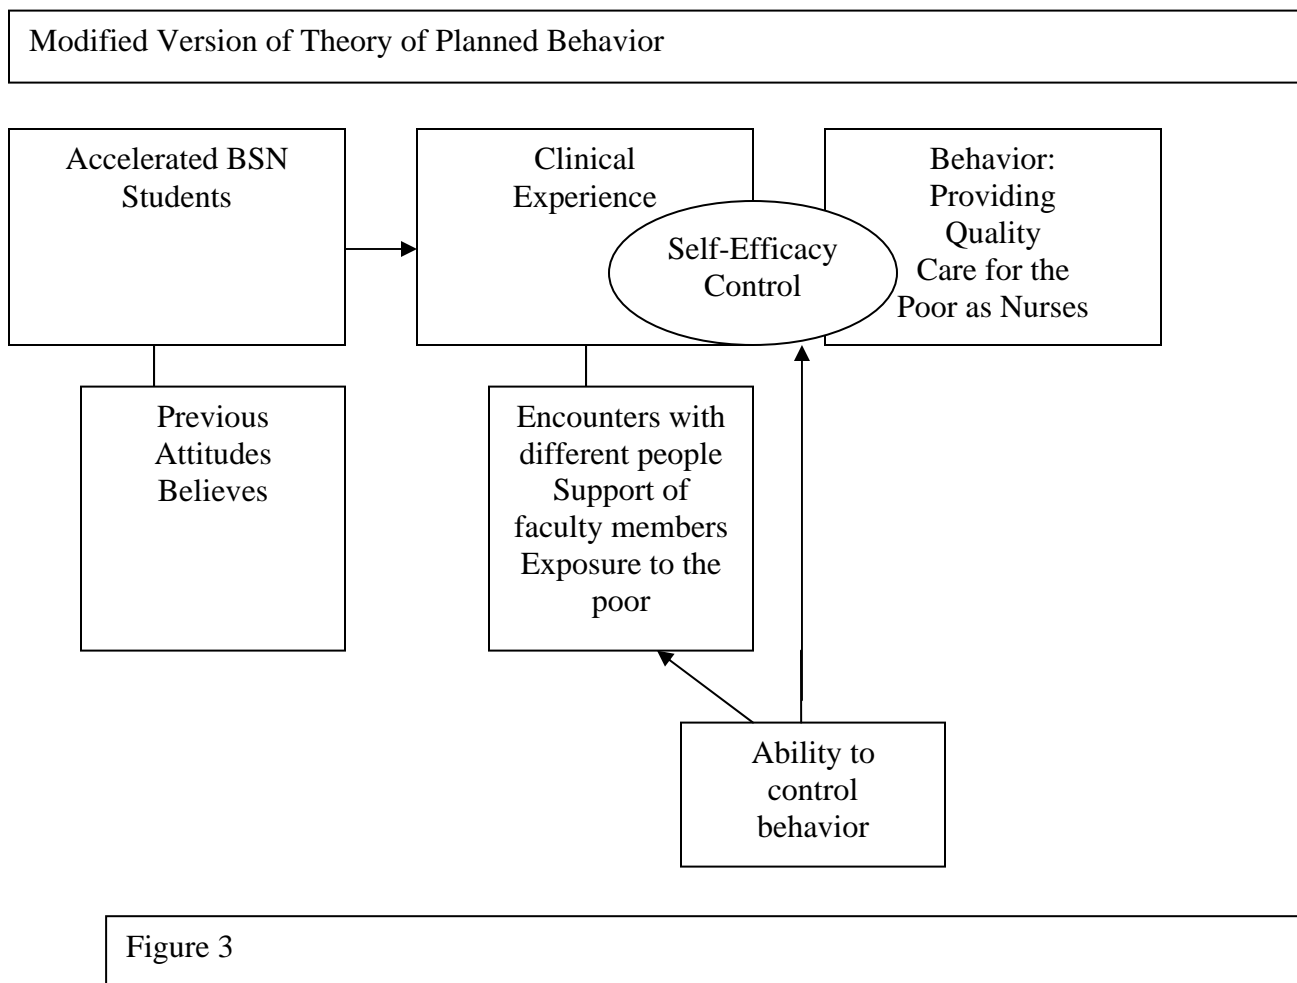 Modified Version of Theory of Planned Behavior
Accelerated BSN
Students
Clinical
Experience
Self-Efficacy
Control
Behavior:
Providing
Quality
Care for the
Poor as Nurses
Previous
Attitudes
Believes
Encounters with
different people
Support of
faculty members
Exposure to the
poor
Ability to
control
behavior
Figure 3